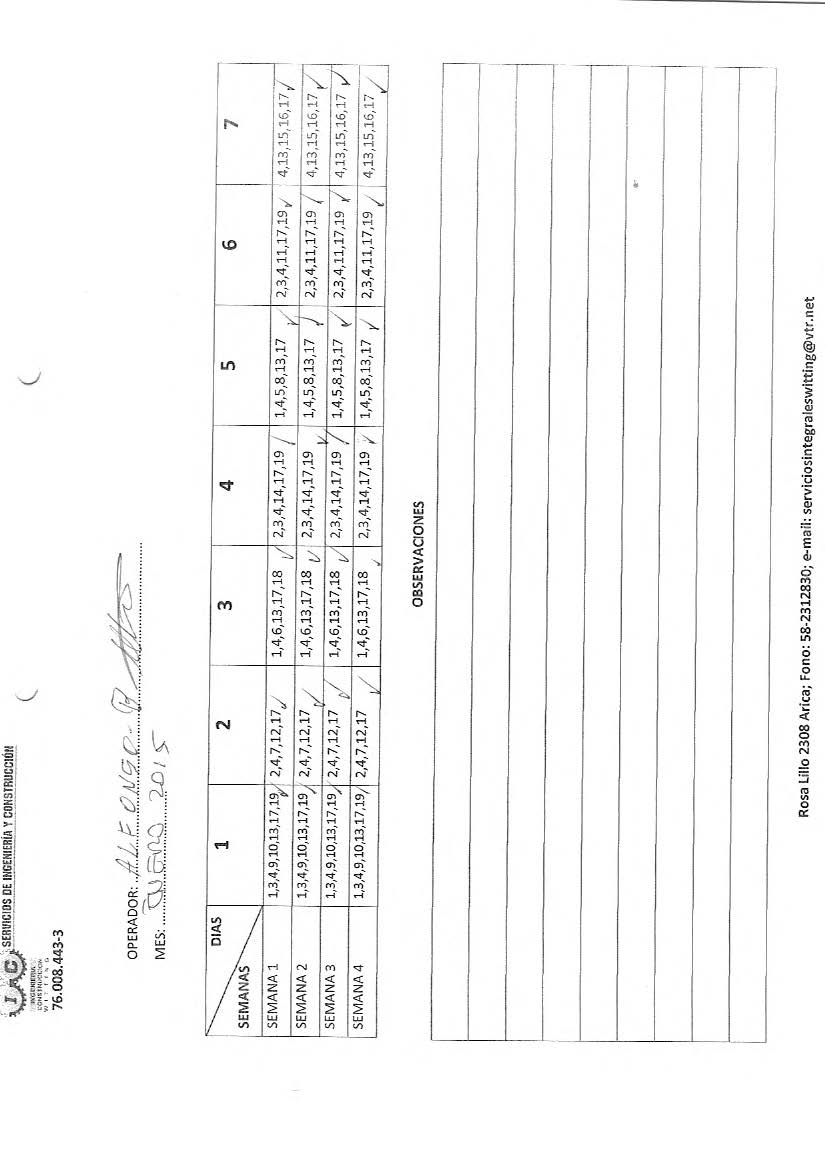 SERVICIOS DE INGENIERÍA Y CONSTRUCCIÓN
INGENIERIA
CONSTRUCCION
WITTING
76.008.443-3
OPERADOR: ALFONSO B
MES: ENERO 2015
DIAS 1 2 3 4 5 6 7
SEMANAS
SEMANA 1 1,3,4,9,10,13,17,19 2,4,7,12,17 1,4,6,13,17,18 2,3,4,14,17,19 1,4,5,8,13,17 2,3,4,11,17,19 4,13,15,16,17
SEMANA 2 1,3,4,9,10,13,17,19 2,4,7,12,17 1,4,6,13,17,18 2,3,4,14,17,19 1,4,5,8,13,17 2,3,4,11,17,19 4,13,15,16,17
SEMANA 3 1,3,4,9,10,13,17,19 2,4,7,12,17 1,4,6,13,17,18 2,3,4,14,17,19 1,4,5,8,13,17 2,3,4,11,17,19 4,13,15,16,17
SEMANA 4 1,3,4,9,10,13,17,19 2,4,7,12,17 1,4,6,13,17,18 2,3,4,14,17,19 1,4,5,8,13,17 2,3,4,11,17,19 4,13,15,16,17
OBSERVACIONES
Rosa Lillo 2308 Arica; Fono: 58-2312830; e-mail: serviciosintegraleswitting@vtr.net